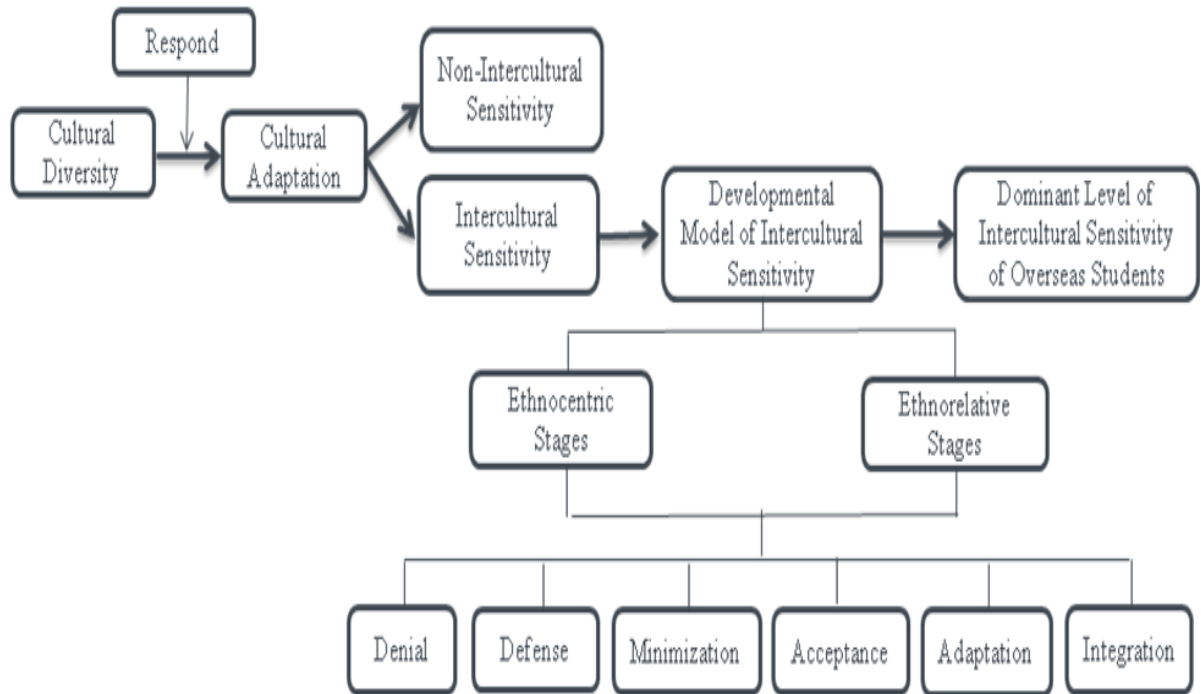 Respond
Cultural
Diversity
Cultural
Adaptation
Non-Intercultural
Sensitivity
Intercultural
Sensitivity
Developmental
Model of Intercultural
Sensitivity
Dominant Level of
Intercultural Sensitivity
of Overseas Students
Ethnocentric
Stages
Ethnorelative
Stages
Denial
Defense
Minimization
Acceptance
Adaptation
Integration